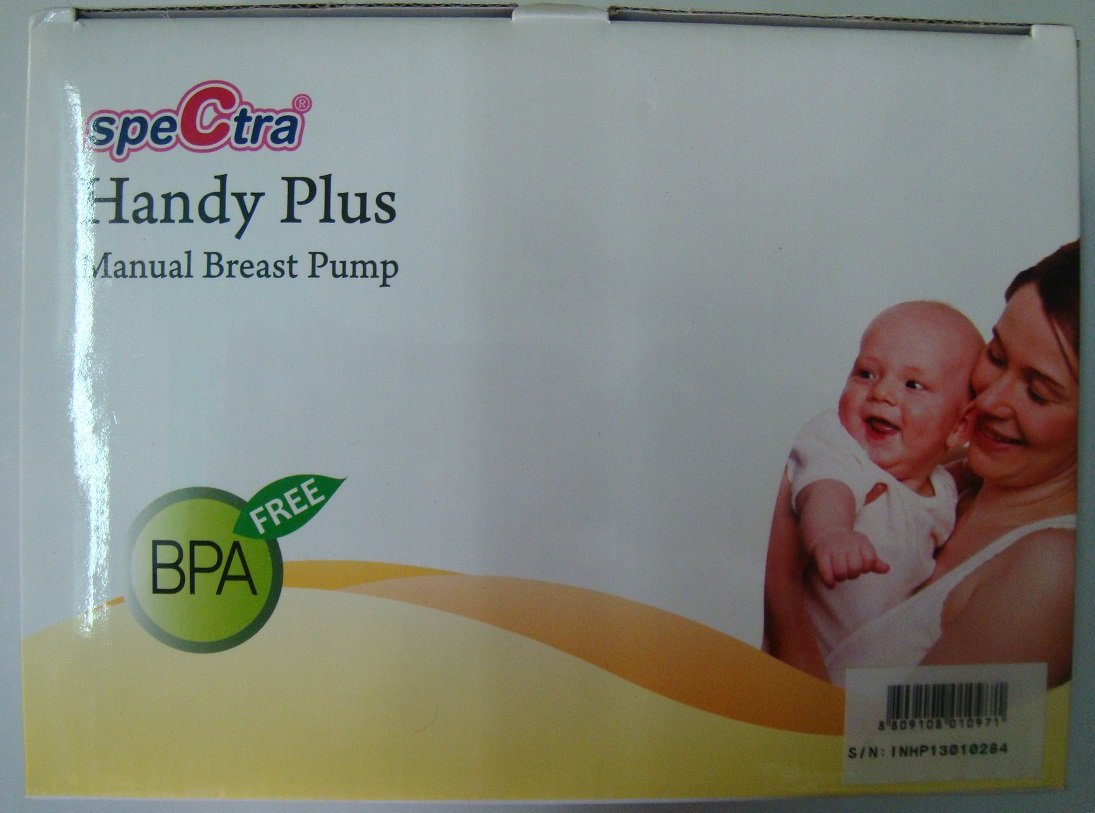 speCtra®
Handy Plus
Manual Breast Pump
FREE
BPA
8 809108 010971
S/N: INHP13010284